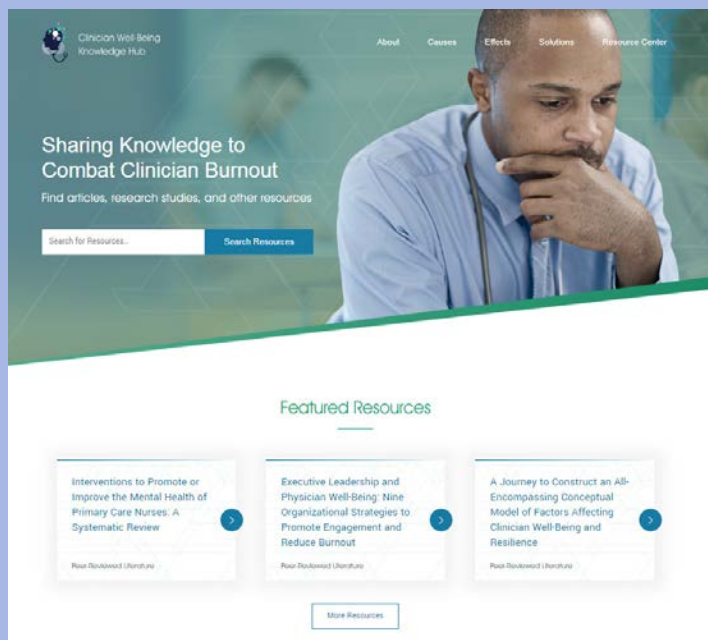 Clinician Well-Being
Knowledge Hub
About Causes Effects Solutions Resource Center
Sharing Knowledge to
Combat Clinician Burnout
Find articles, research studies, and other resources
Search for Resources...
Search Resources
Featured Resources
Interventions to Promote or
Improve the Mental Health of
Primary Care Nurses: A
Systematic Review
Peer-Reviewed Literature
Executive Leadership and
Physician Well-Being: Nine
Organizational Strategies to
Promote Engagement and
Reduce Burnout
Peer-Reviewed Literature
A Journey to Construct an All-
Encompassing Conceptual
Model of Factors Affecting
Clinician Well-Being and
Resilience
Peer-Reviewed Literature
More Resources